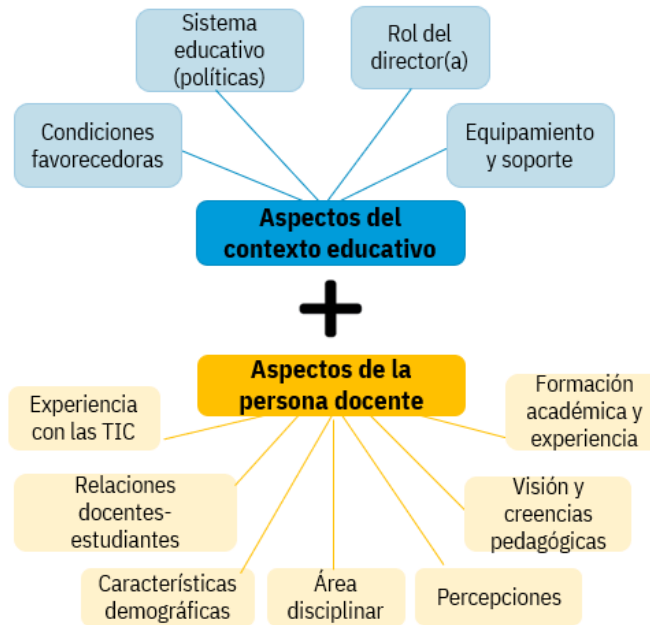 Sistema
educativo
(políticas)
Rol del
director(a)
Condiciones
favorecedoras
Equipamiento
y soporte
Aspectos del
contexto educativo
Aspectos de la
persona docente
Experiencia
con las TIC
Formación
académica y
experiencia
Relaciones
docentes-
estudiantes
Visión y
creencias
pedagógicas
Características
demográficas
Área
disciplinar
Percepciones